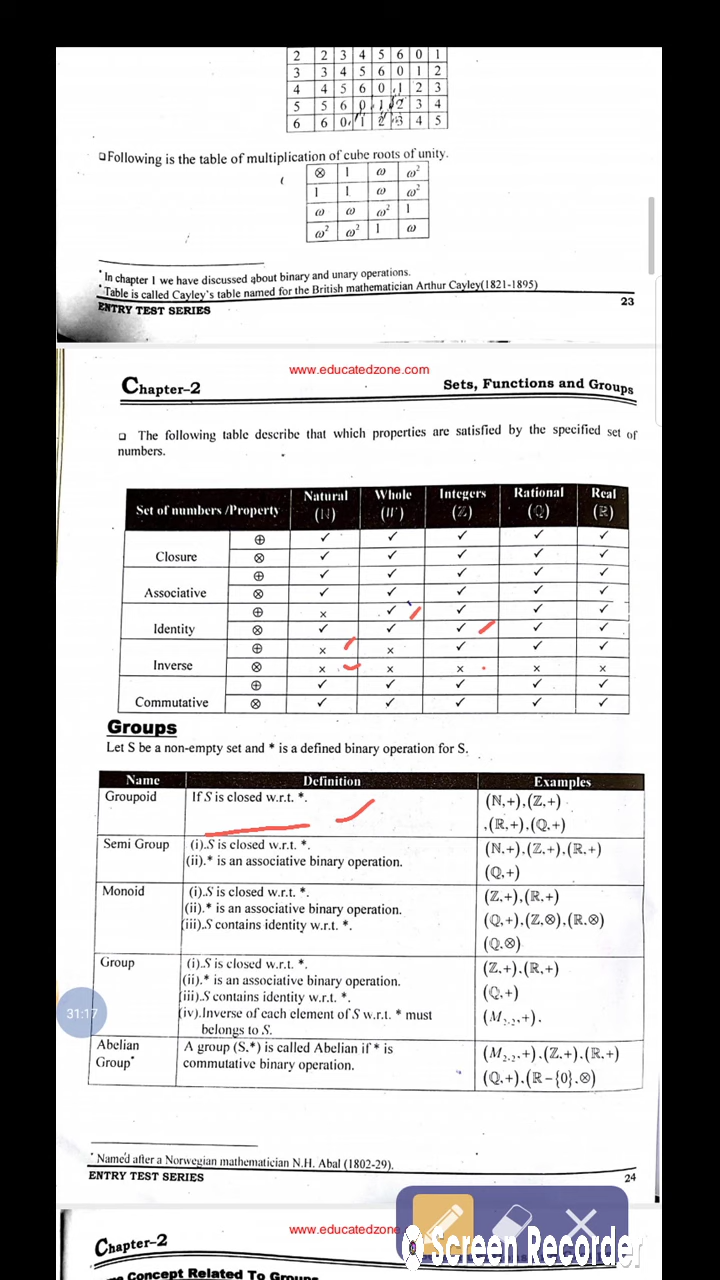 2 2 3 4 5 6 0 1
3 3 4 5 6 0 1 2
4 4 5 6 0 1 2 3
5 5 6 0 1 2 3 4
6 6 0 1 2 3 4 5
❑Following is the table of multiplication of cube roots of unity.
⊗ 1 ω ω²
1 1 ω ω²
ω ω ω² 1
ω² ω² 1 ω
* In chapter 1 we have discussed about binary and unary operations.
* Table is called Cayley's table named for the British mathematician Arthur Cayley(1821-1895)
ENTRY TEST SERIES 23
www.educatedzone.com
Chapter–2 Sets, Functions and Groups
❑ The following table describe that which properties are satisfied by the specified set of
numbers.
Set of numbers /Property Natural (ℕ) Whole (W) Integers (ℤ) Rational (ℚ) Real (ℝ)
Closure ⊕ ✓ ✓ ✓ ✓ ✓
⊗ ✓ ✓ ✓ ✓ ✓
Associative ⊕ ✓ ✓ ✓ ✓ ✓
⊗ ✓ ✓ ✓ ✓ ✓
Identity ⊕ × ✓ ✓ ✓ ✓
⊗ ✓ ✓ ✓ ✓ ✓
Inverse ⊕ × × ✓ ✓ ✓
⊗ × × × × ×
Commutative ⊕ ✓ ✓ ✓ ✓ ✓
⊗ ✓ ✓ ✓ ✓ ✓
Groups
Let S be a non-empty set and * is a defined binary operation for S.
Name Definition Examples
Groupoid If S is closed w.r.t. *. (ℕ,+),(ℤ,+)
,(ℝ,+),(ℚ,+)
Semi Group (i).S is closed w.r.t. *. (ℕ,+),(ℤ,+),(ℝ,+)
(ii).* is an associative binary operation. (ℚ,+)
Monoid (i).S is closed w.r.t. *. (ℤ,+),(ℝ,+)
(ii).* is an associative binary operation. (ℚ,+),(ℤ,⊗),(ℝ,⊗)
(iii).S contains identity w.r.t. *. (ℚ,⊗)
Group (i).S is closed w.r.t. *. (ℤ,+),(ℝ,+)
(ii).* is an associative binary operation. (ℚ,+)
(iii).S contains identity w.r.t. *.
(iv).Inverse of each element of S w.r.t. * must (M₂,₂,+).
belongs to S.
31:17
Abelian A group (S,*) is called Abelian if * is (M₂,₂,+),(ℤ,+),(ℝ,+)
Group* commutative binary operation. (ℚ,+),(ℝ−{0},⊗)
* Named after a Norwegian mathematician N.H. Abal (1802-29).
ENTRY TEST SERIES 24
www.educatedzone
Chapter–2
Concept Related To Groups
Screen Recorder